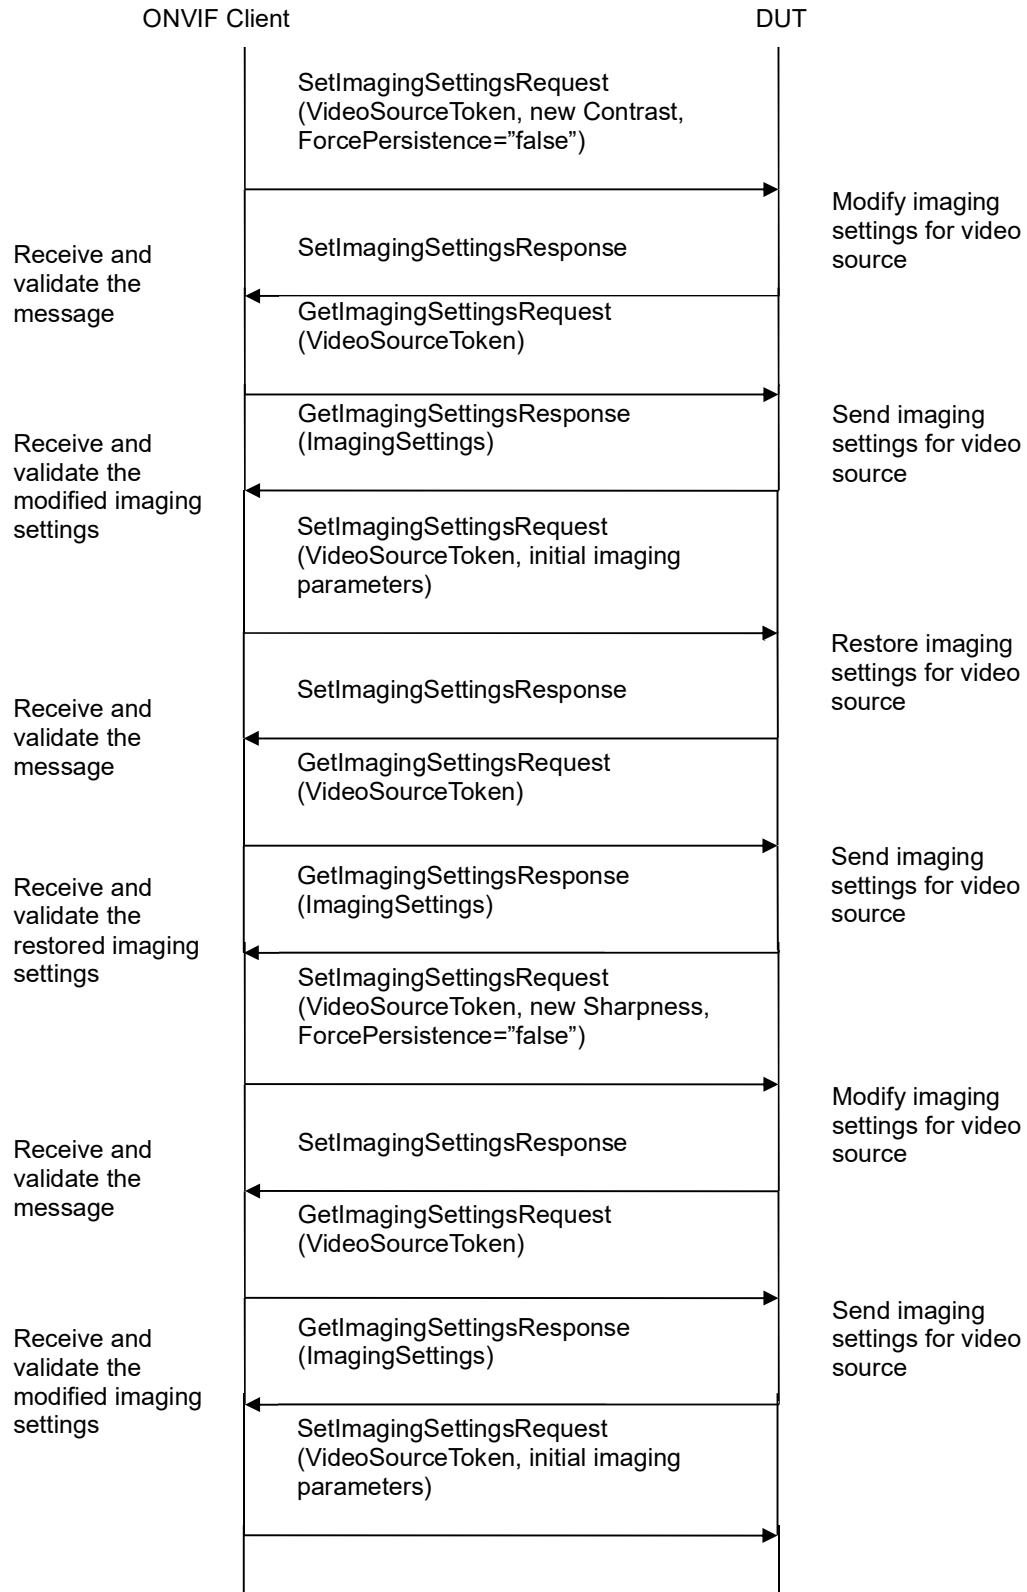 ONVIF Client
DUT
SetImagingSettingsRequest
(VideoSourceToken, new Contrast,
ForcePersistence=”false”)
Modify imaging
settings for video
source
SetImagingSettingsResponse
Receive and
validate the
message
GetImagingSettingsRequest
(VideoSourceToken)
GetImagingSettingsResponse
(ImagingSettings)
Send imaging
settings for video
source
Receive and
validate the
modified imaging
settings
SetImagingSettingsRequest
(VideoSourceToken, initial imaging
parameters)
Restore imaging
settings for video
source
SetImagingSettingsResponse
Receive and
validate the
message
GetImagingSettingsRequest
(VideoSourceToken)
Send imaging
settings for video
source
GetImagingSettingsResponse
(ImagingSettings)
Receive and
validate the
restored imaging
settings
SetImagingSettingsRequest
(VideoSourceToken, new Sharpness,
ForcePersistence=”false”)
Modify imaging
settings for video
source
SetImagingSettingsResponse
Receive and
validate the
message
GetImagingSettingsRequest
(VideoSourceToken)
Send imaging
settings for video
source
GetImagingSettingsResponse
(ImagingSettings)
Receive and
validate the
modified imaging
settings
SetImagingSettingsRequest
(VideoSourceToken, initial imaging
parameters)